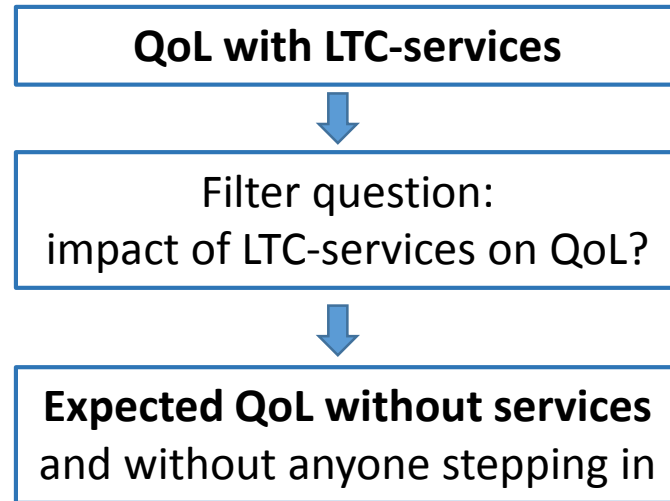 QoL with LTC-services
Filter question:
impact of LTC-services on QoL?
Expected QoL without services
and without anyone stepping in